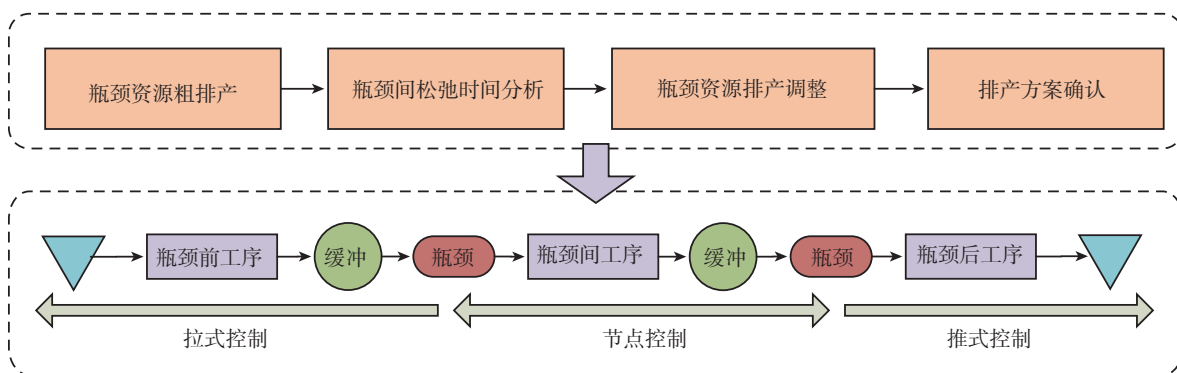 瓶颈资源粗排产
瓶颈间松弛时间分析
瓶颈资源排产调整
排产方案确认
瓶颈前工序
缓冲
瓶颈
瓶颈间工序
缓冲
瓶颈
瓶颈后工序
拉式控制
节点控制
推式控制